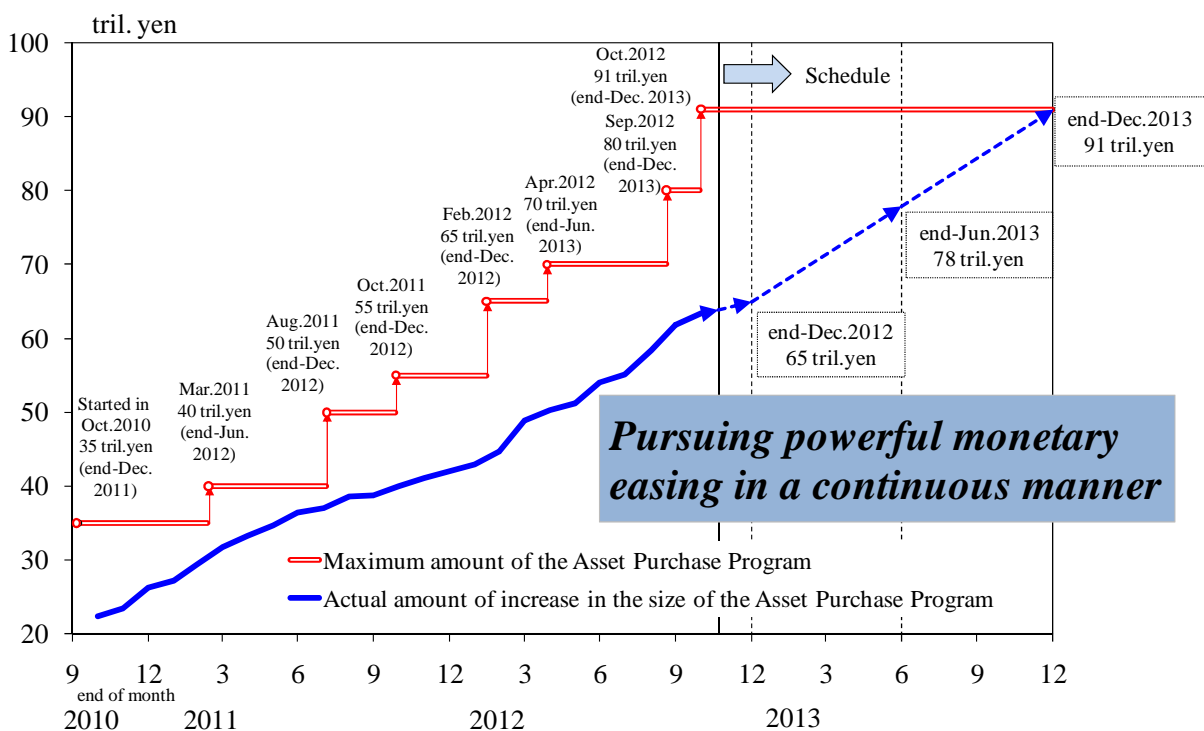 tril. yen
100
90
80
70
60
50
40
30
20
Started in
Oct.2010
35 tril.yen
(end-Dec.
2011)
Mar.2011
40 tril.yen
(end-Jun.
2012)
Aug.2011
50 tril.yen
(end-Dec.
2012)
Oct.2011
55 tril.yen
(end-Dec.
2012)
Feb.2012
65 tril.yen
(end-Dec.
2012)
Apr.2012
70 tril.yen
(end-Jun.
2013)
Sep.2012
80 tril.yen
(end-Dec.
2013)
Oct.2012
91 tril.yen
(end-Dec. 2013)
Schedule
end-Dec.2013
91 tril.yen
end-Jun.2013
78 tril.yen
end-Dec.2012
65 tril.yen
Pursuing powerful monetary
easing in a continuous manner
Maximum amount of the Asset Purchase Program
Actual amount of increase in the size of the Asset Purchase Program
9 12 3 6 9 12 3 6 9 12 3 6 9 12
end of month
2010 2011 2012 2013